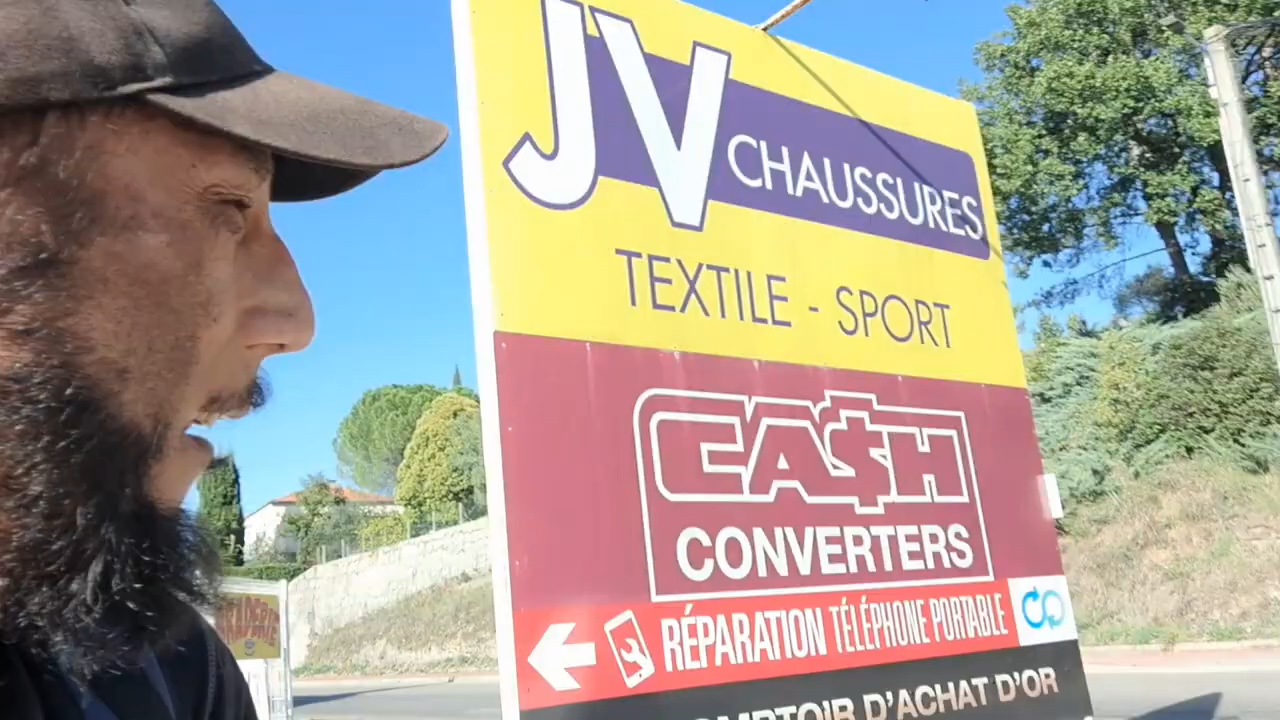 JV CHAUSSURES
TEXTILE - SPORT
CA$H
CONVERTERS
RÉPARATION TÉLÉPHONE PORTABLE
D'ACHAT D'OR